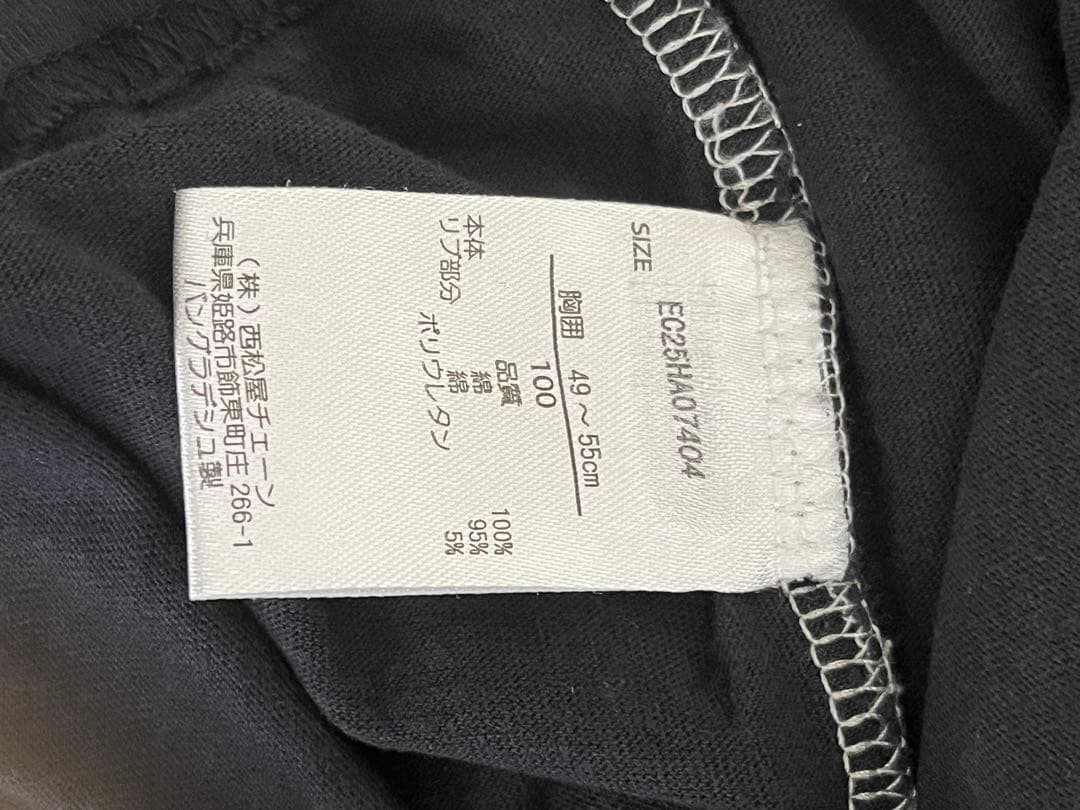 EC25HA07404
SIZE
胸囲 49～55cm
100
品質
本体 綿 100%
リブ部分 綿 95%
ポリウレタン 5%
(株)西松屋チェーン
兵庫県姫路市飾東町庄 266-1
バングラデシュ製